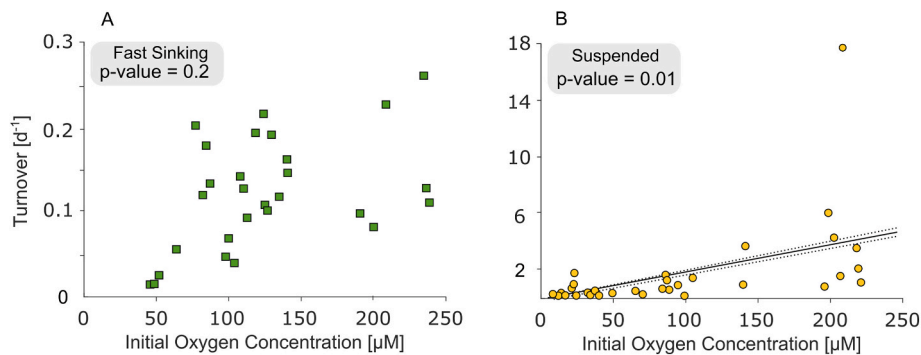 A
Fast Sinking
p-value = 0.2
0.3
0.2
0.1
0
Turnover [d⁻¹]
50
100
150
200
250
Initial Oxygen Concentration [µM]
B
Suspended
p-value = 0.01
18
14
10
6
2
0
50
100
150
200
250
Initial Oxygen Concentration [µM]